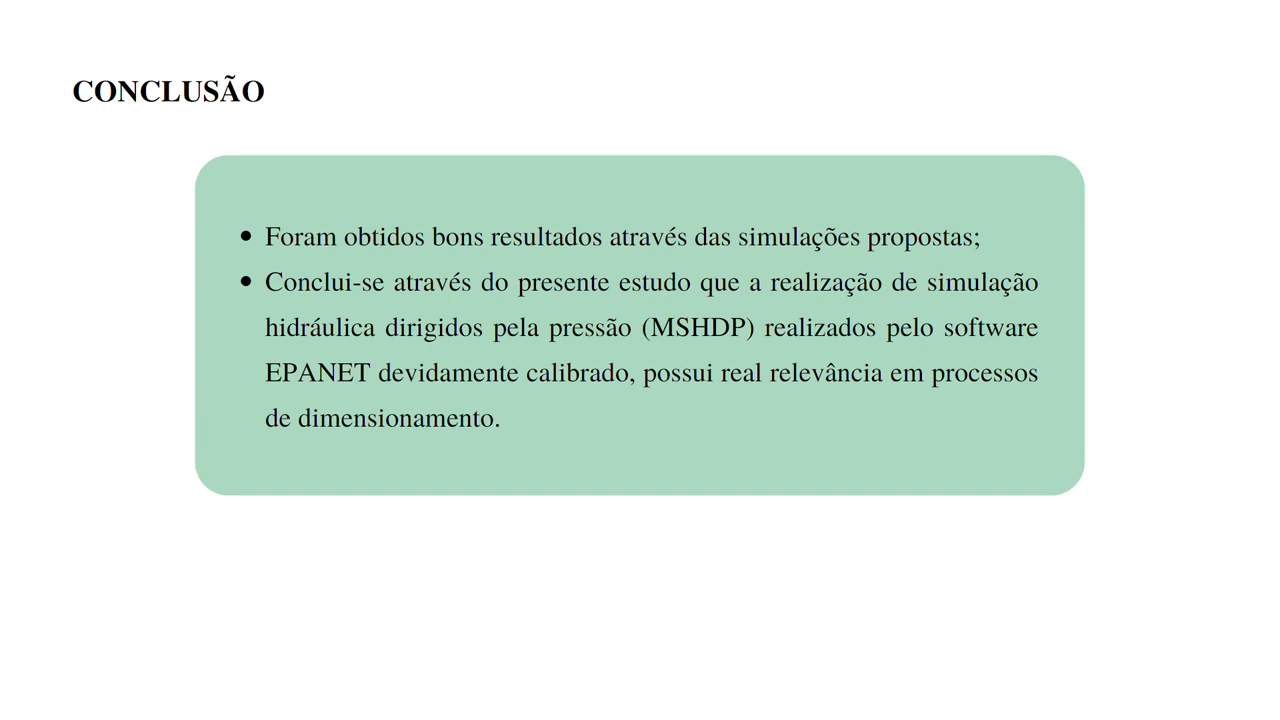 CONCLUSÃO
• Foram obtidos bons resultados através das simulações propostas;
• Conclui-se através do presente estudo que a realização de simulação
hidráulica dirigidos pela pressão (MSHDP) realizados pelo software
EPANET devidamente calibrado, possui real relevância em processos
de dimensionamento.